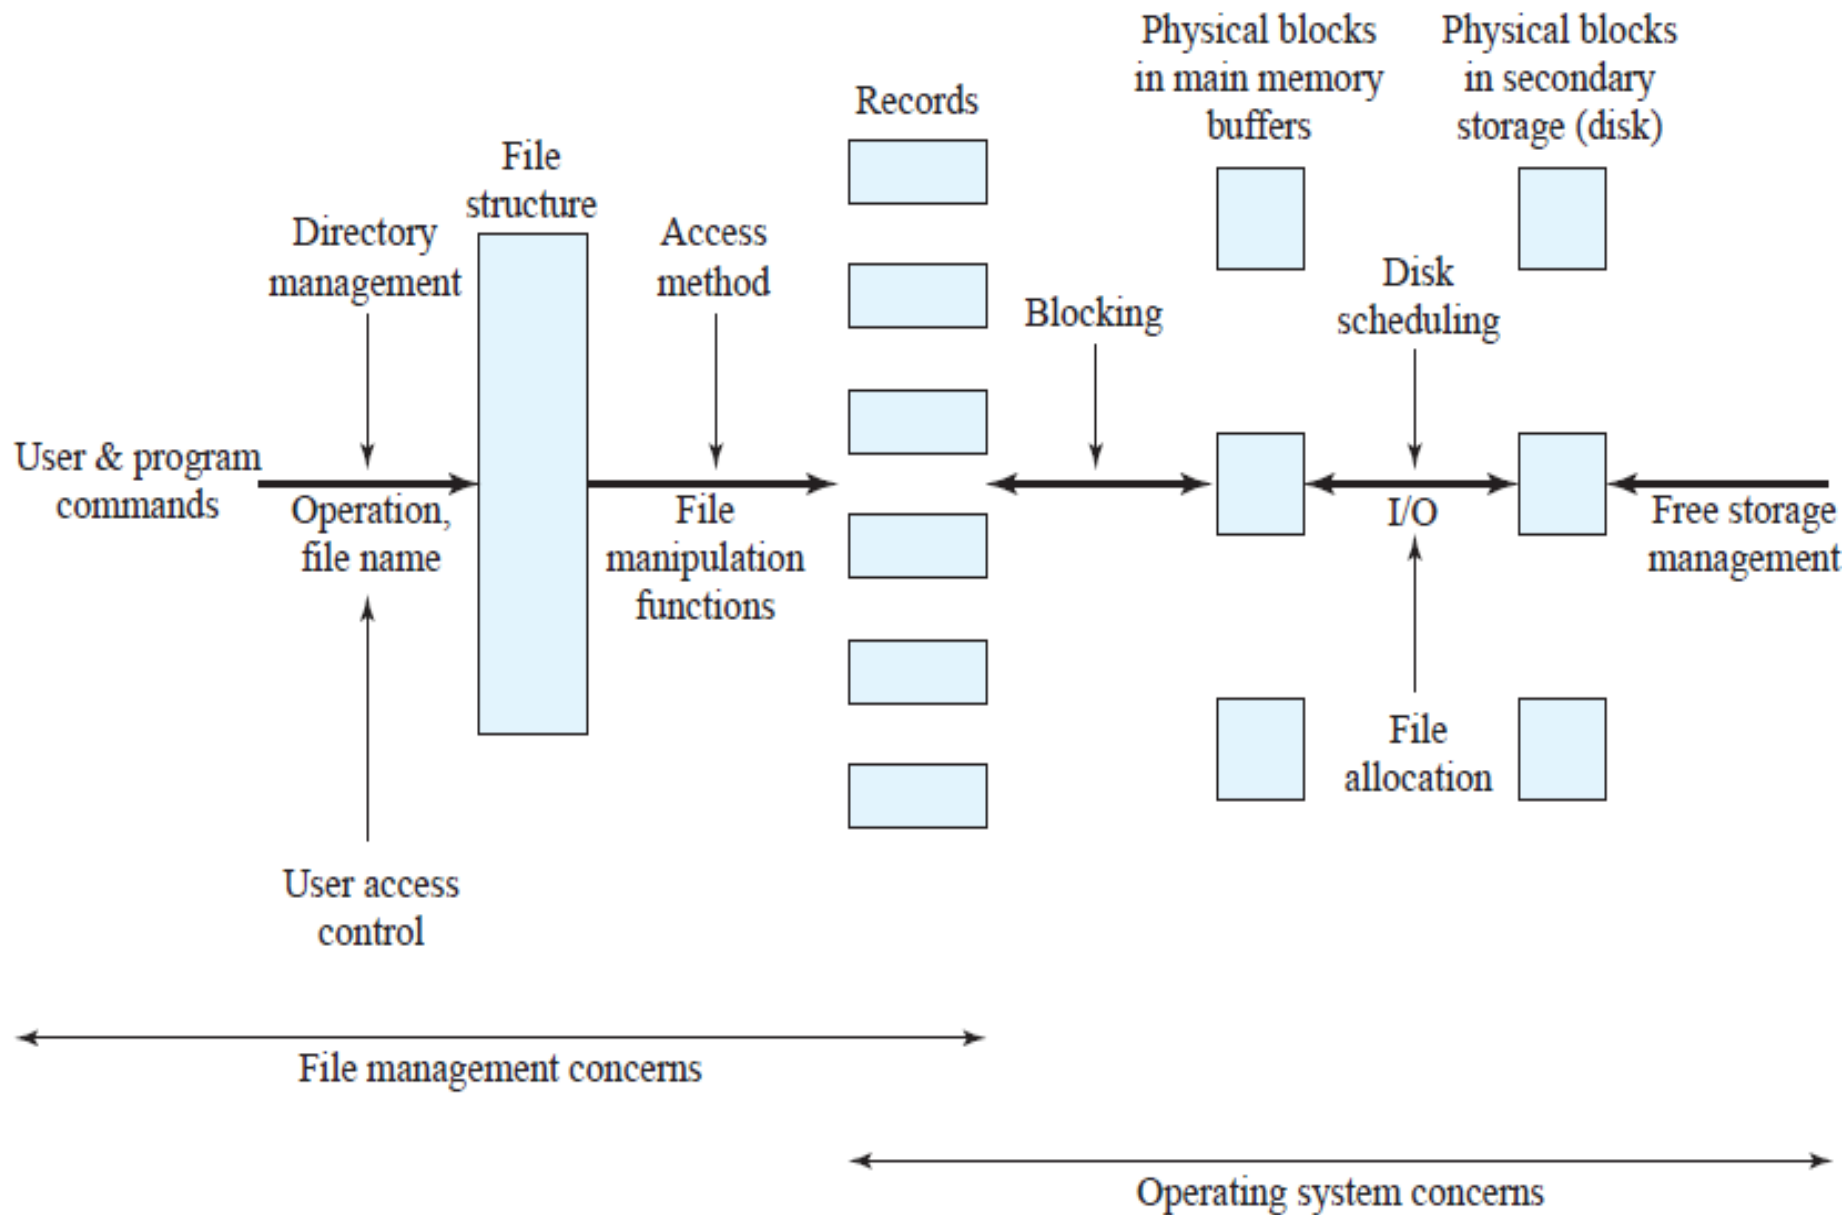 Physical blocks
in main memory
buffers
Physical blocks
in secondary
storage (disk)
Records
File
structure
Directory
management
Access
method
Blocking
Disk
scheduling
User & program
commands
Operation,
file name
File
manipulation
functions
I/O
Free storage
management
File
allocation
User access
control
File management concerns
Operating system concerns